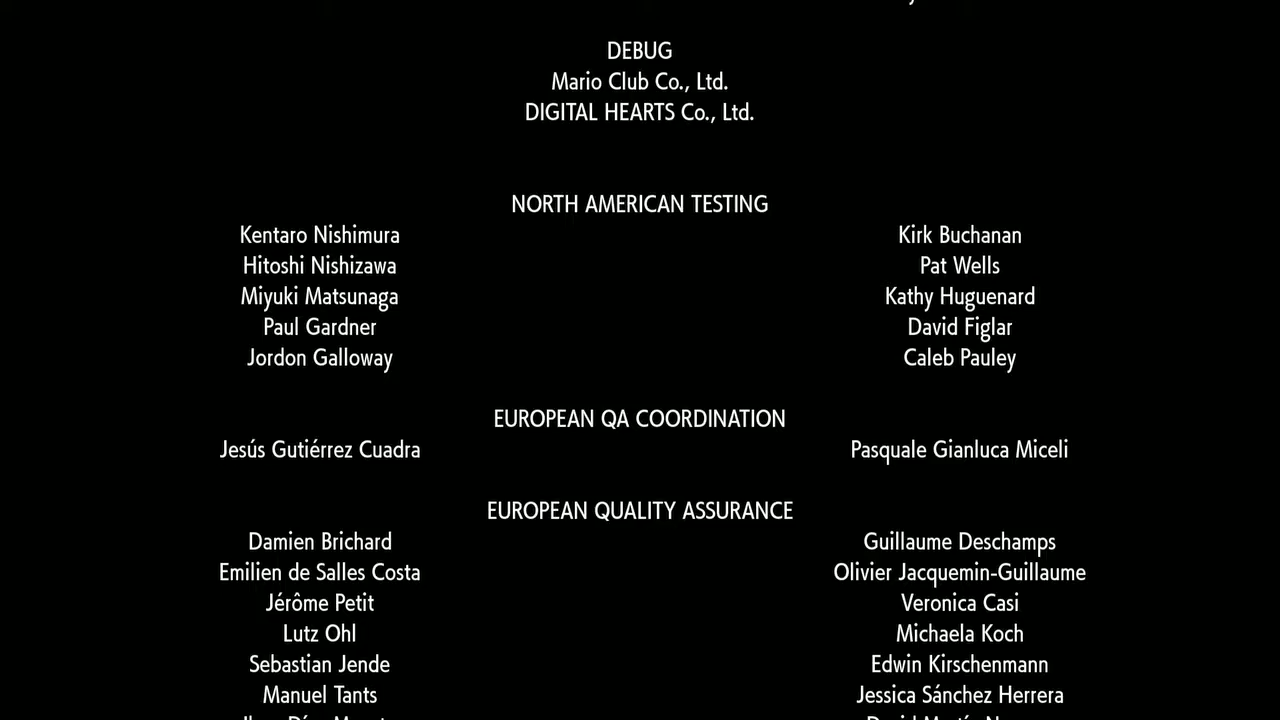 DEBUG
Mario Club Co., Ltd.
DIGITAL HEARTS Co., Ltd.
NORTH AMERICAN TESTING
Kentaro Nishimura Kirk Buchanan
Hitoshi Nishizawa Pat Wells
Miyuki Matsunaga Kathy Huguenard
Paul Gardner David Figlar
Jordon Galloway Caleb Pauley
EUROPEAN QA COORDINATION
Jesús Gutiérrez Cuadra Pasquale Gianluca Miceli
EUROPEAN QUALITY ASSURANCE
Damien Brichard Guillaume Deschamps
Emilien de Salles Costa Olivier Jacquemin-Guillaume
Jérôme Petit Veronica Casi
Lutz Ohl Michaela Koch
Sebastian Jende Edwin Kirschenmann
Manuel Tants Jessica Sánchez Herrera